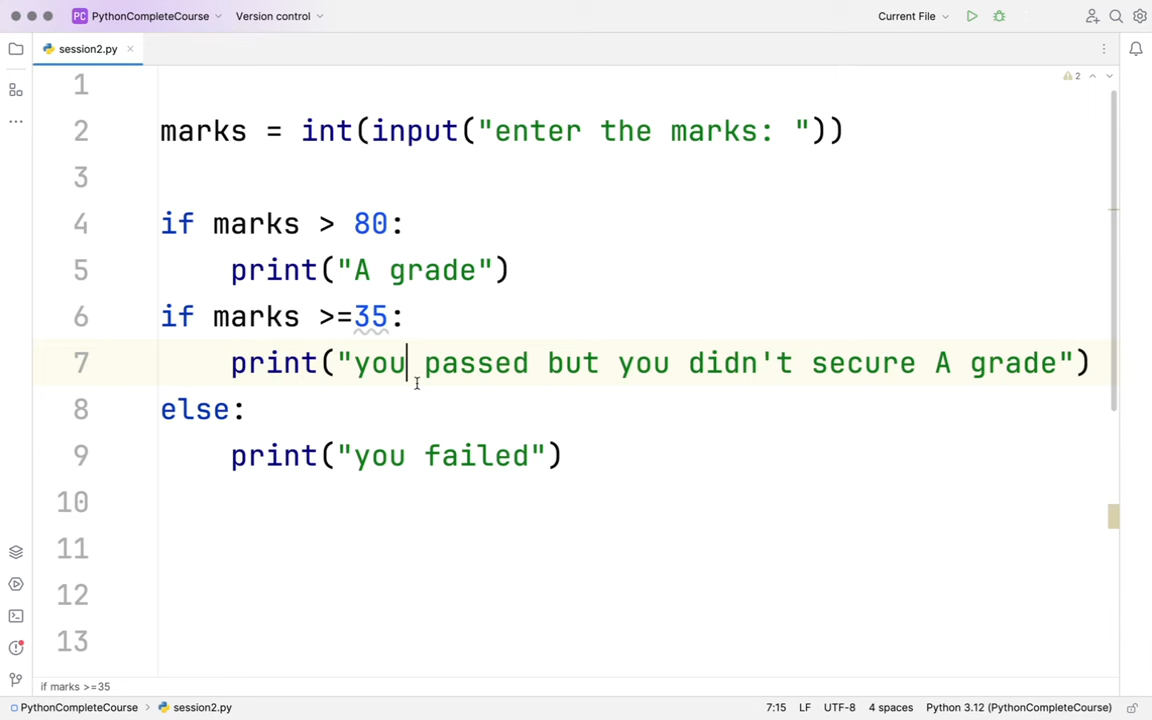 PC PythonCompleteCourse Version control Current File
session2.py
2
1
2 marks = int(input("enter the marks: "))
3
4 if marks > 80:
5 print("A grade")
6 if marks >=35:
7 print("you passed but you didn't secure A grade")
8 else:
9 print("you failed")
10
11
12
13
if marks >=35
PythonCompleteCourse session2.py 7:15 LF UTF-8 4 spaces Python 3.12 (PythonCompleteCourse)